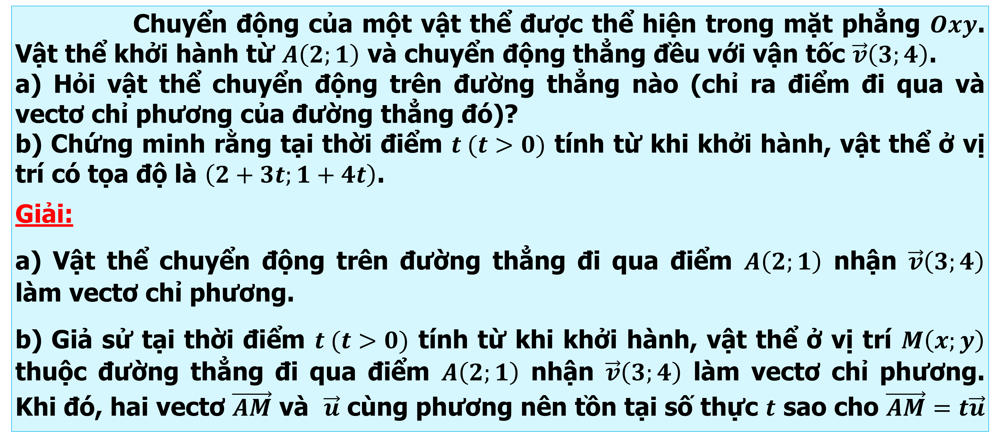 Chuyển động của một vật thể được thể hiện trong mặt phẳng Oxy.
Vật thể khởi hành từ A(2; 1) và chuyển động thẳng đều với vận tốc v⃗(3; 4).
a) Hỏi vật thể chuyển động trên đường thẳng nào (chỉ ra điểm đi qua và
vectơ chỉ phương của đường thẳng đó)?
b) Chứng minh rằng tại thời điểm t (t > 0) tính từ khi khởi hành, vật thể ở vị
trí có tọa độ là (2 + 3t; 1 + 4t).
Giải:
a) Vật thể chuyển động trên đường thẳng đi qua điểm A(2; 1) nhận v⃗(3; 4)
làm vectơ chỉ phương.
b) Giả sử tại thời điểm t (t > 0) tính từ khi khởi hành, vật thể ở vị trí M(x; y)
thuộc đường thẳng đi qua điểm A(2; 1) nhận v⃗(3; 4) làm vectơ chỉ phương.
Khi đó, hai vectơ AM⃗ và u⃗ cùng phương nên tồn tại số thực t sao cho AM⃗ = tu⃗